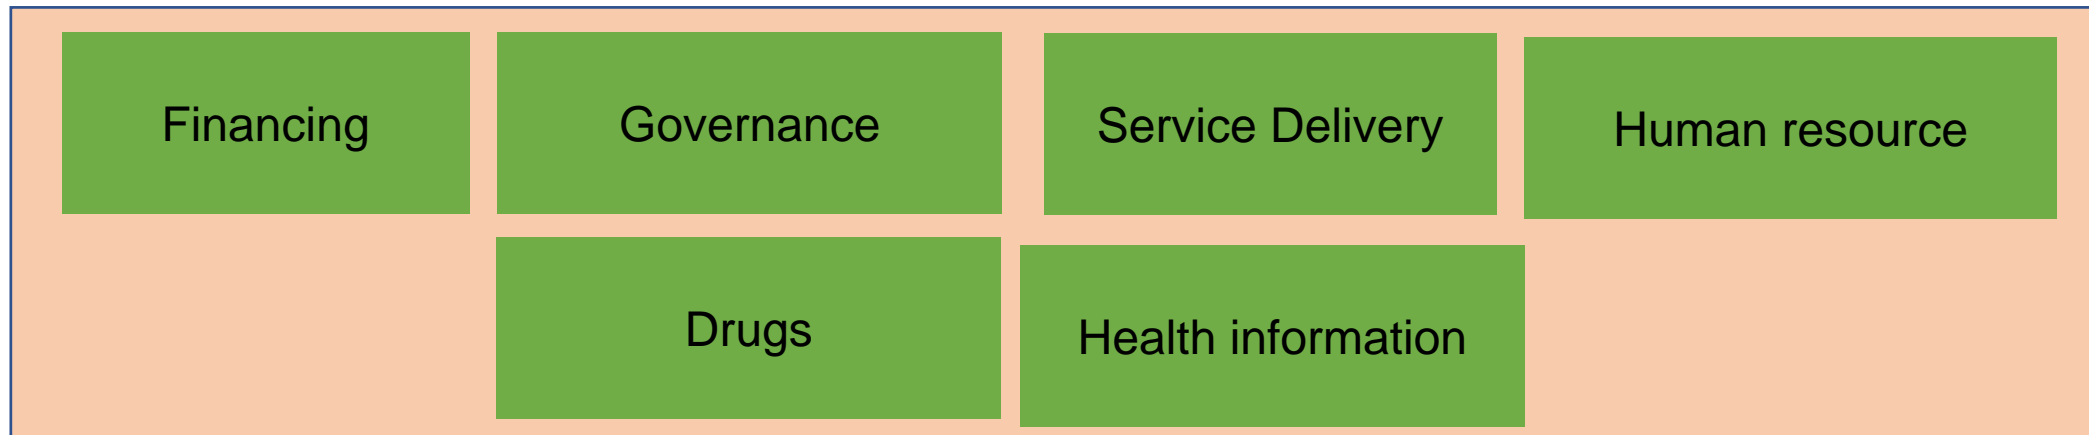 Financing
Governance
Service Delivery
Human resource
Drugs
Health information